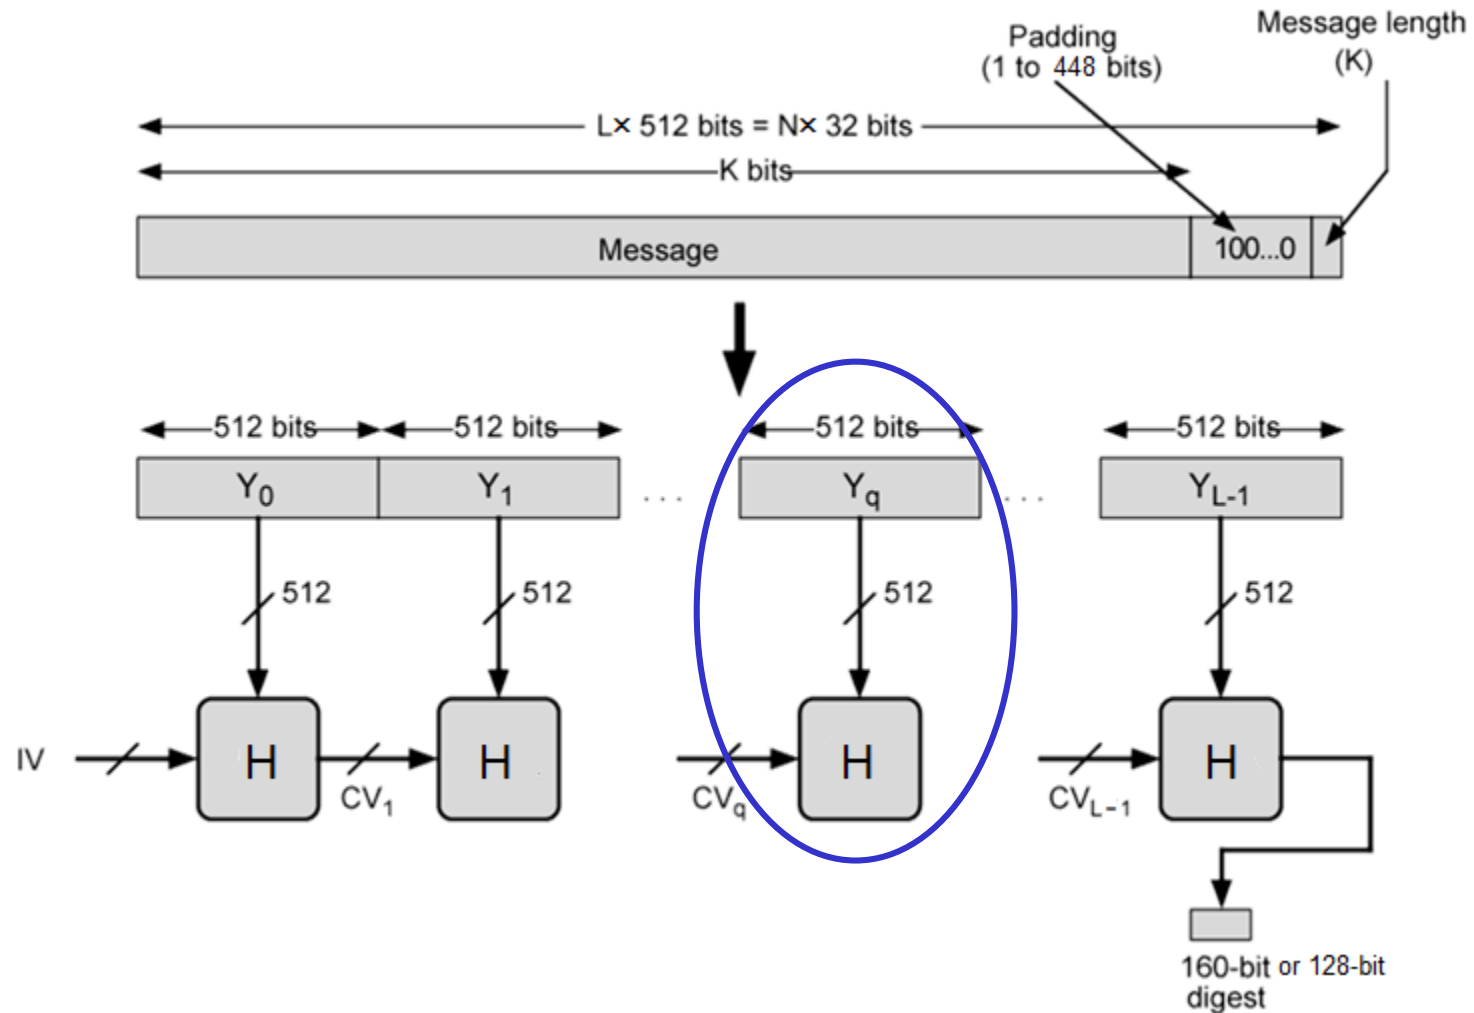 Padding
(1 to 448 bits)
Message length
(K)
L× 512 bits = N× 32 bits
K bits
Message
100...0
512 bits
512 bits
512 bits
512 bits
Y0
Y1
. . .
Yq
. . .
YL-1
512
512
512
512
IV
H
CV1
H
CVq
H
CVL-1
H
160-bit or 128-bit
digest